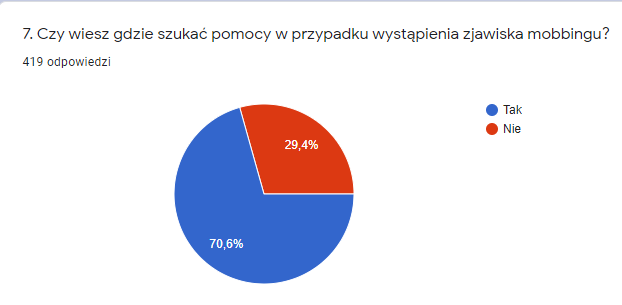 7. Czy wiesz gdzie szukać pomocy w przypadku wystąpienia zjawiska mobbingu?
419 odpowiedzi
Tak
Nie
29,4%
70,6%